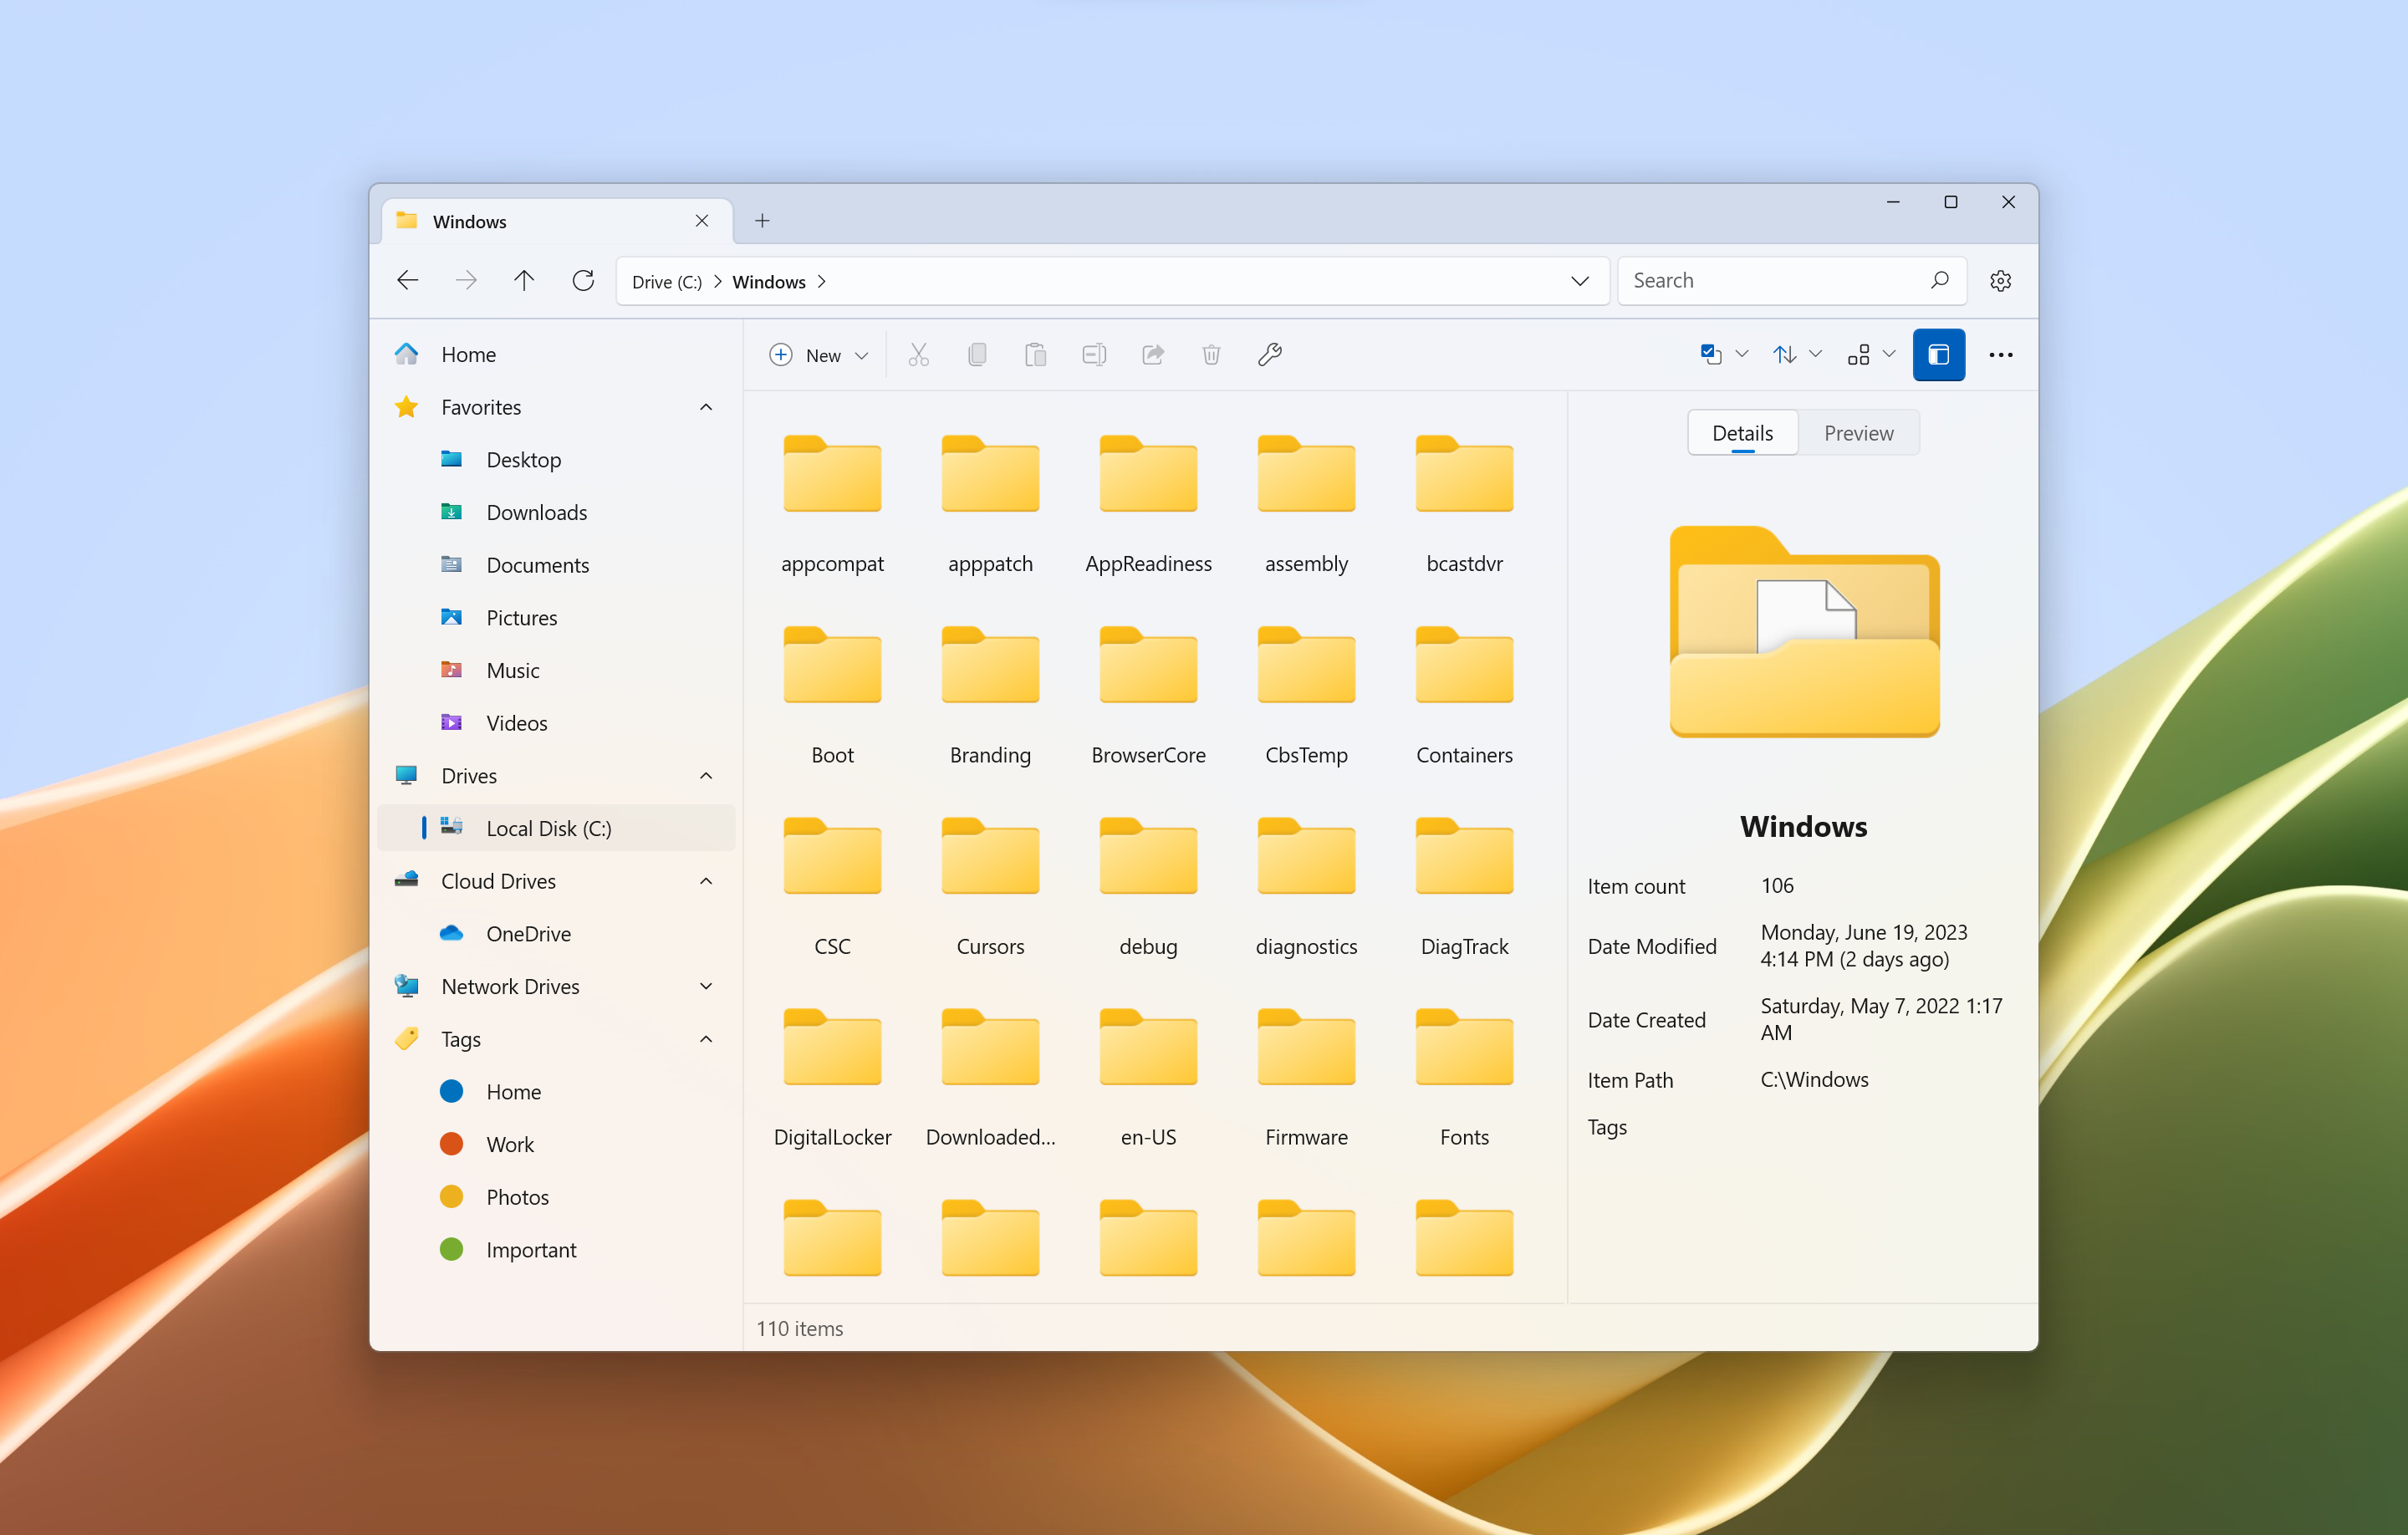 Windows
Drive (C:) Windows
Search
Home
Favorites
Desktop
Downloads
Documents
Pictures
Music
Videos
Drives
Local Disk (C:)
Cloud Drives
OneDrive
Network Drives
Tags
Home
Work
Photos
Important
New
appcompat apppatch AppReadiness assembly bcastdvr
Boot Branding BrowserCore CbsTemp Containers
CSC Cursors debug diagnostics DiagTrack
DigitalLocker Downloaded... en-US Firmware Fonts
110 items
Details Preview
Windows
Item count 106
Date Modified Monday, June 19, 2023
4:14 PM (2 days ago)
Date Created Saturday, May 7, 2022 1:17
AM
Item Path C:\Windows
Tags